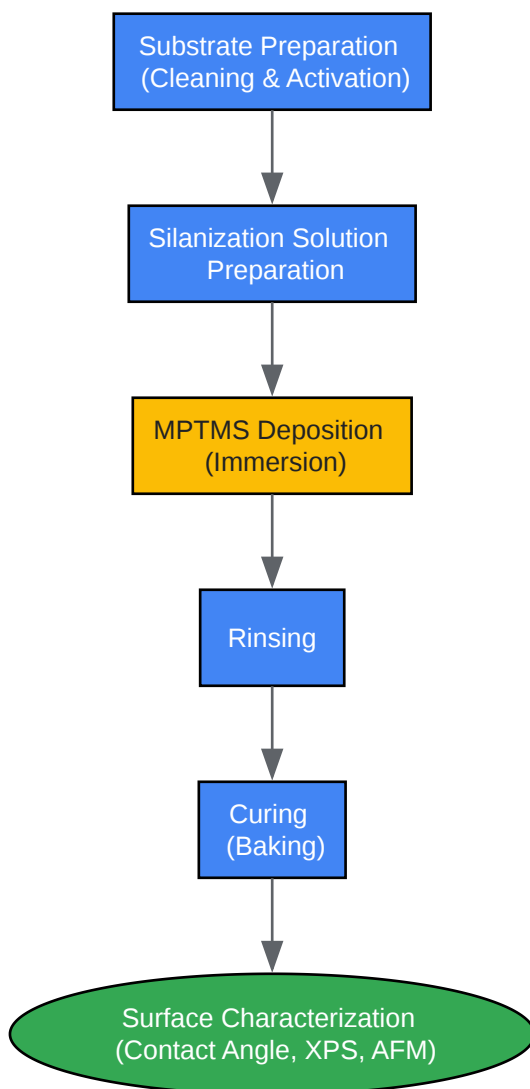 Substrate Preparation
(Cleaning & Activation)
Silanization Solution
Preparation
MPTMS Deposition
(Immersion)
Rinsing
Curing
(Baking)
Surface Characterization
(Contact Angle, XPS, AFM)